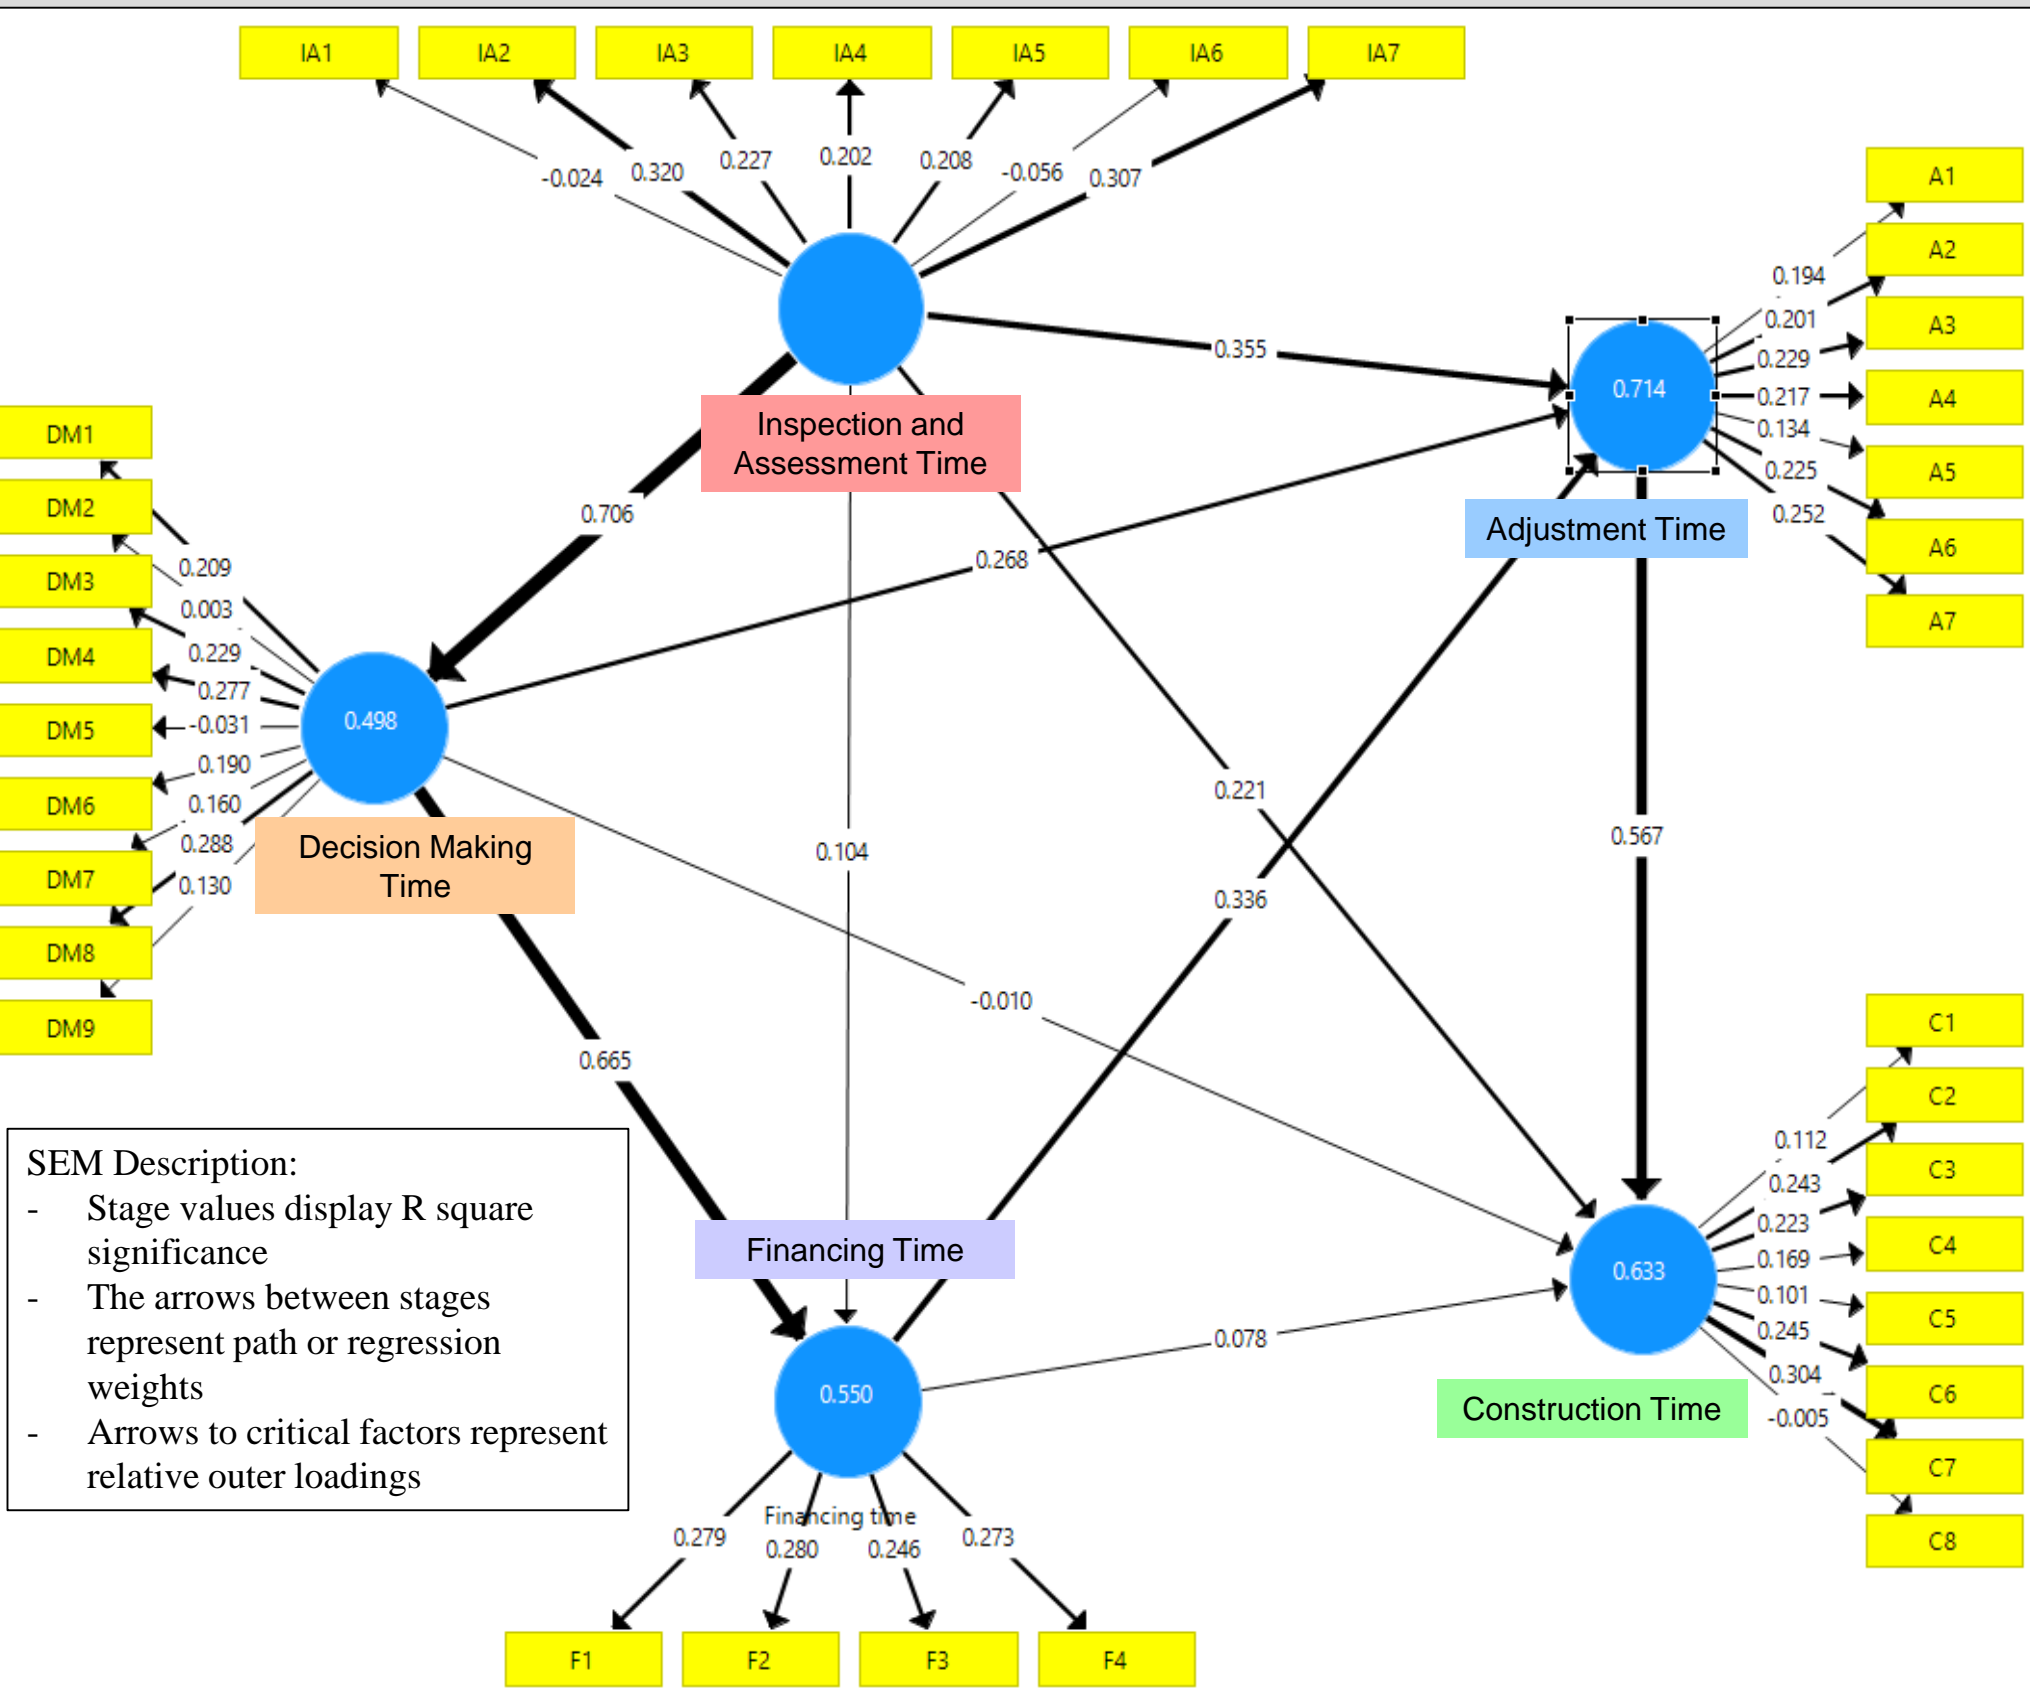 IA1
IA2
IA3
IA4
IA5
IA6
IA7
-0.024
0.320
0.227
0.202
0.208
-0.056
0.307
Inspection and
Assessment Time
0.355
0.706
0.268
0.104
0.221
0.714
Adjustment Time
A1
A2
A3
A4
A5
A6
A7
0.194
0.201
0.229
0.217
0.134
0.225
0.252
DM1
DM2
DM3
DM4
DM5
DM6
DM7
DM8
DM9
0.209
0.003
0.229
0.277
-0.031
0.190
0.160
0.288
0.130
0.498
Decision Making
Time
0.665
-0.010
0.336
0.567
Financing Time
0.550
0.078
Financing time
0.279
0.280
0.246
0.273
F1
F2
F3
F4
0.633
Construction Time
C1
C2
C3
C4
C5
C6
C7
C8
0.112
0.243
0.223
0.169
0.101
0.245
0.304
-0.005
SEM Description:
- Stage values display R square
significance
- The arrows between stages
represent path or regression
weights
- Arrows to critical factors represent
relative outer loadings